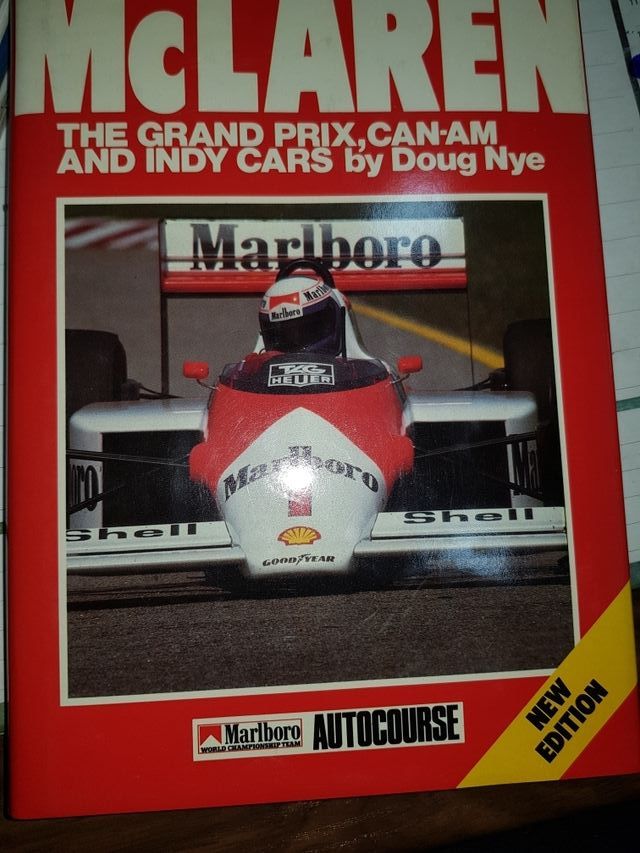 McLAREN
THE GRAND PRIX, CAN-AM
AND INDY CARS by Doug Nye
Marlboro
Marlboro
Marlboro
TAG
HEUER
Marlboro
1
Shell
Shell
GOODYEAR
Marlboro
WORLD CHAMPIONSHIP TEAM
AUTOCOURSE
NEW
EDITION